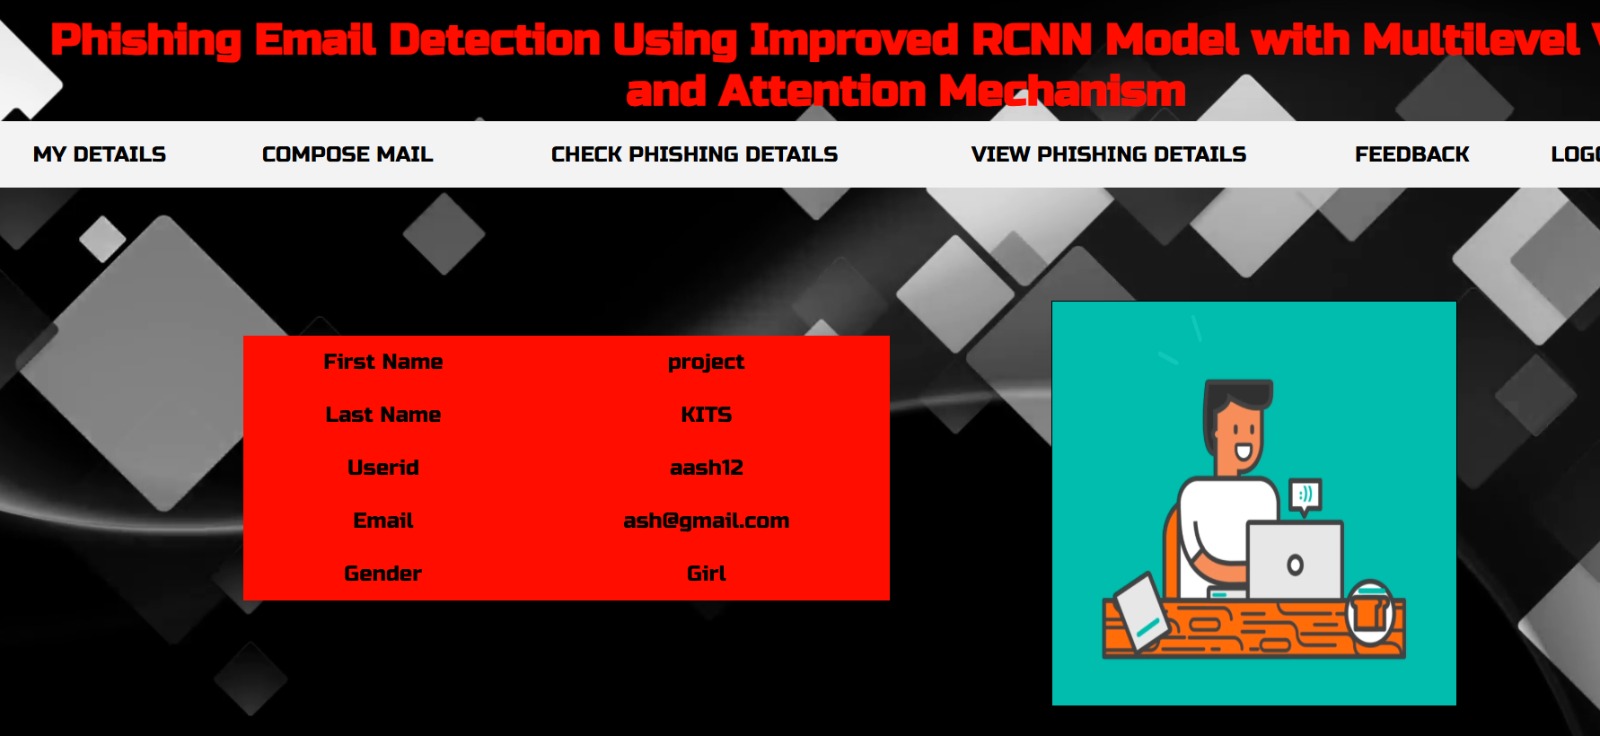 Phishing Email Detection Using Improved RCNN Model with Multilevel
and Attention Mechanism
MY DETAILS COMPOSE MAIL CHECK PHISHING DETAILS VIEW PHISHING DETAILS FEEDBACK
First Name project
Last Name KITS
Userid aash12
Email ash@gmail.com
Gender Girl
:))